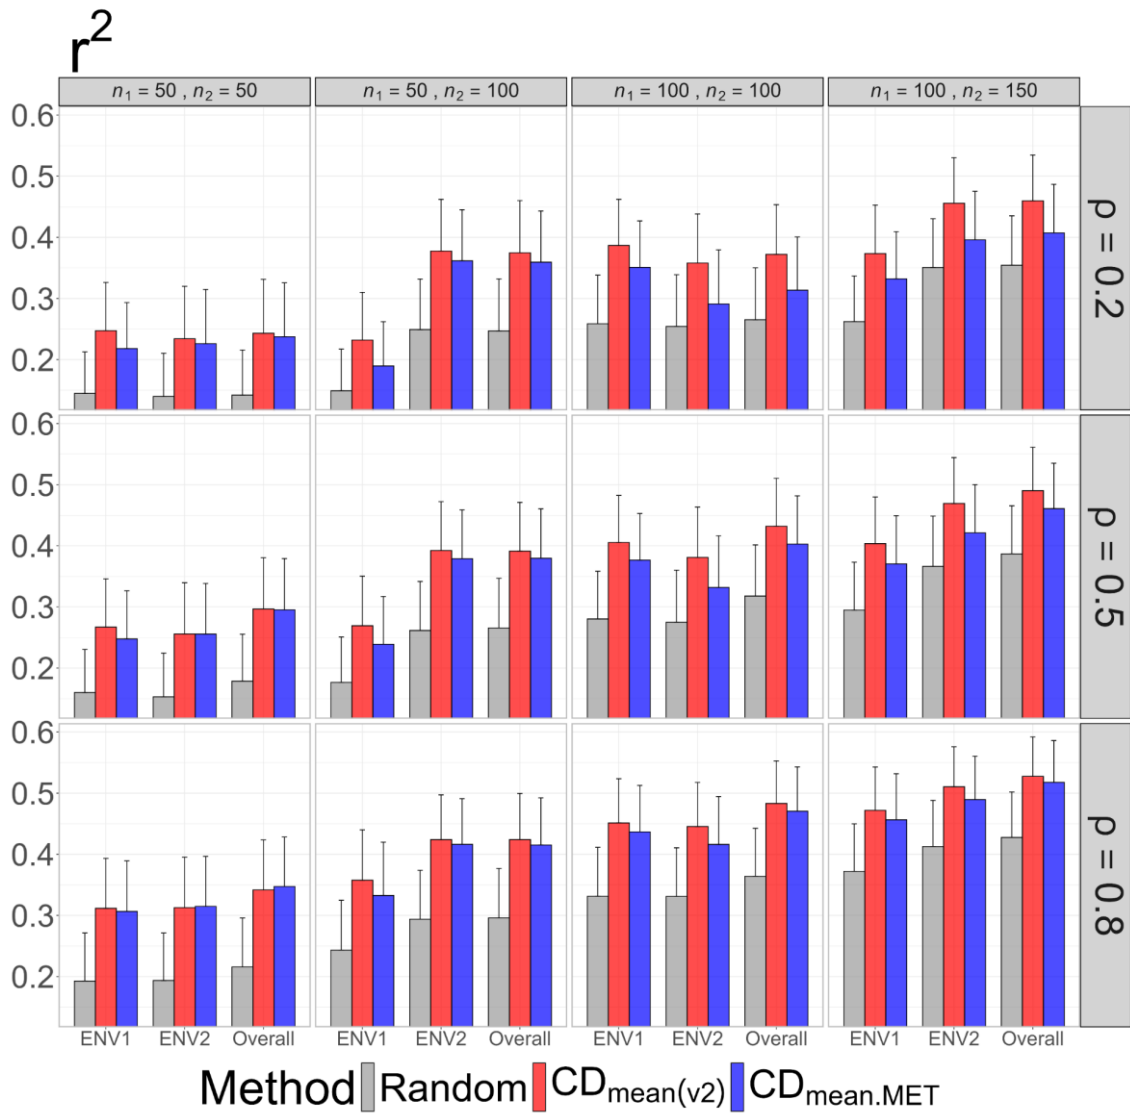 r²
n₁ = 50 , n₂ = 50
n₁ = 50 , n₂ = 100
n₁ = 100 , n₂ = 100
n₁ = 100 , n₂ = 150
0.6
0.5
0.4
0.3
0.2
ρ = 0.2
0.6
0.5
0.4
0.3
0.2
ρ = 0.5
0.6
0.5
0.4
0.3
0.2
ρ = 0.8
ENV1 ENV2 Overall
ENV1 ENV2 Overall
ENV1 ENV2 Overall
ENV1 ENV2 Overall
Method Random CDmean(v2) CDmean.MET